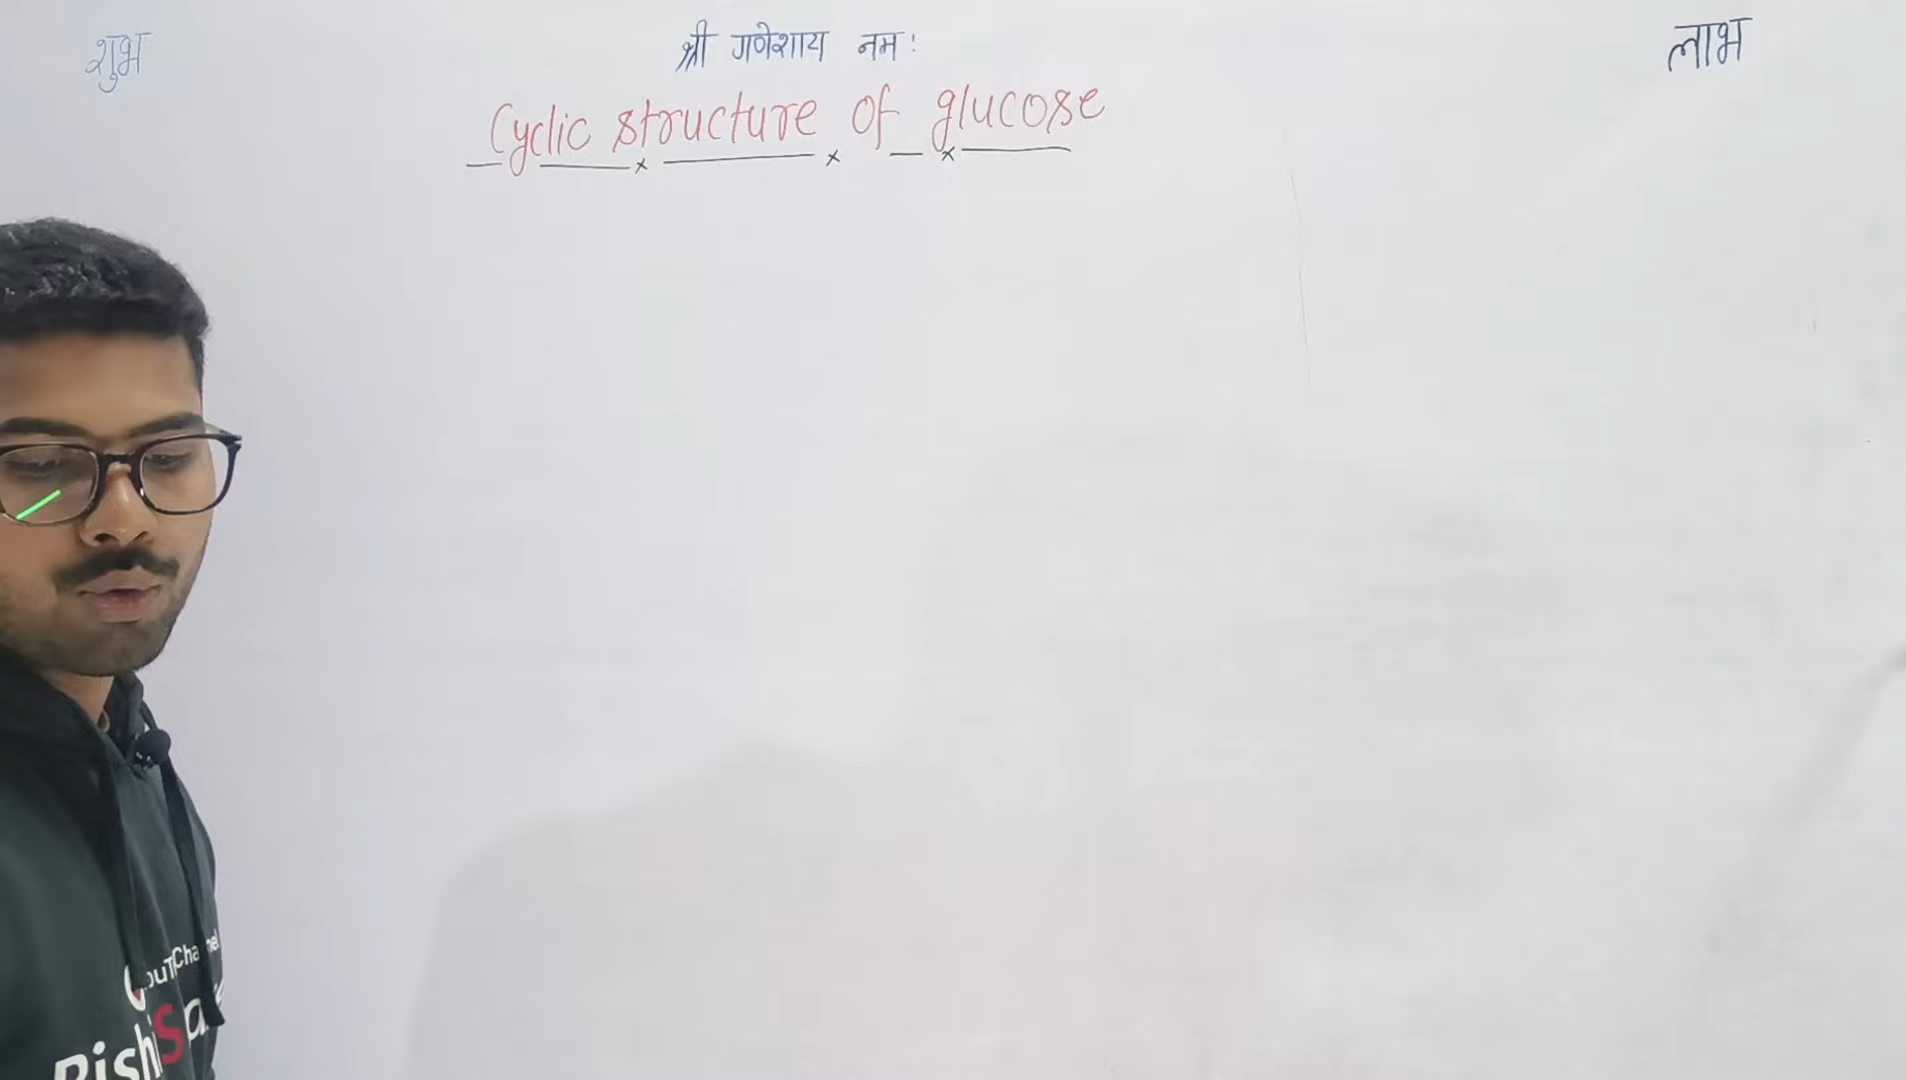 शुभ श्री गणेशाय नमः लाभ
Cyclic structure of glucose